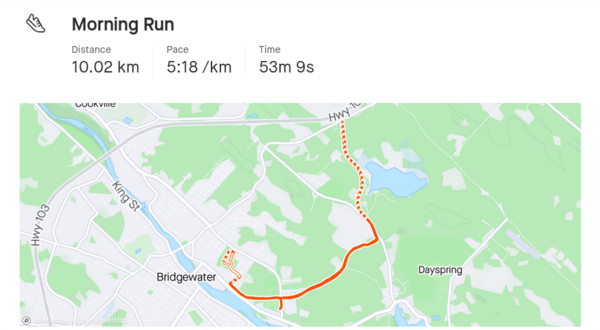 Morning Run
Distance
Pace
Time
10.02 km
5:18 /km
53m 9s
Cookville
Hwy 103
King St
Hwy 103
Bridgewater
Dayspring